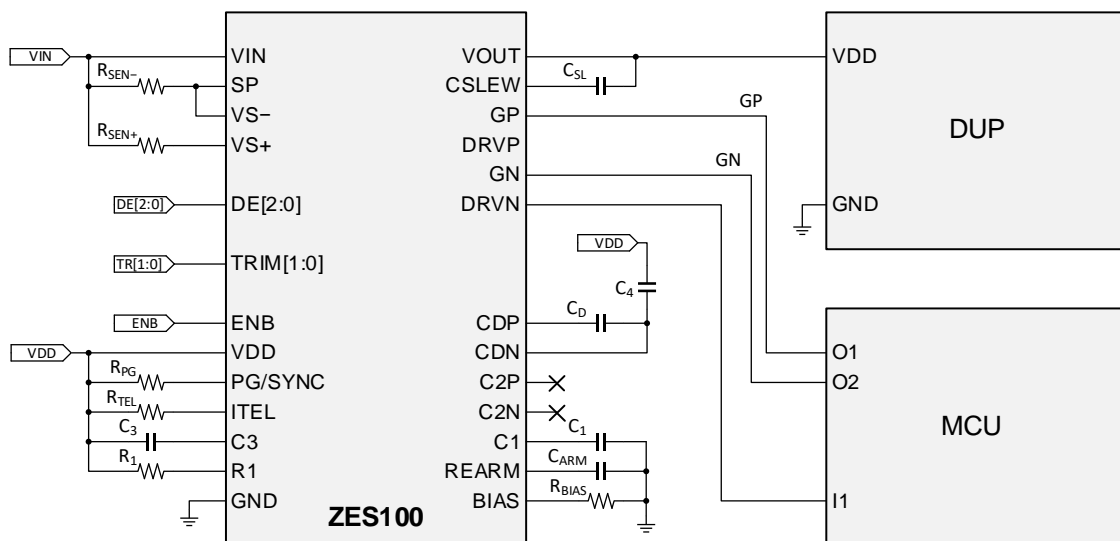 VIN
R_SEN−
R_SEN+
DE[2:0]
TR[1:0]
ENB
VDD
R_PG
R_TEL
C_3
R_1
VIN
SP
VS−
VS+
DE[2:0]
TRIM[1:0]
ENB
VDD
PG/SYNC
ITEL
C3
R1
GND
ZES100
VOUT
CSLEW
GP
DRVP
GN
DRVN
CDP
CDN
C2P
C2N
C1
REARM
BIAS
C_SL
GP
GN
VDD
C_4
C_D
C_1
C_ARM
R_BIAS
VDD
DUP
GND
O1
O2
MCU
I1